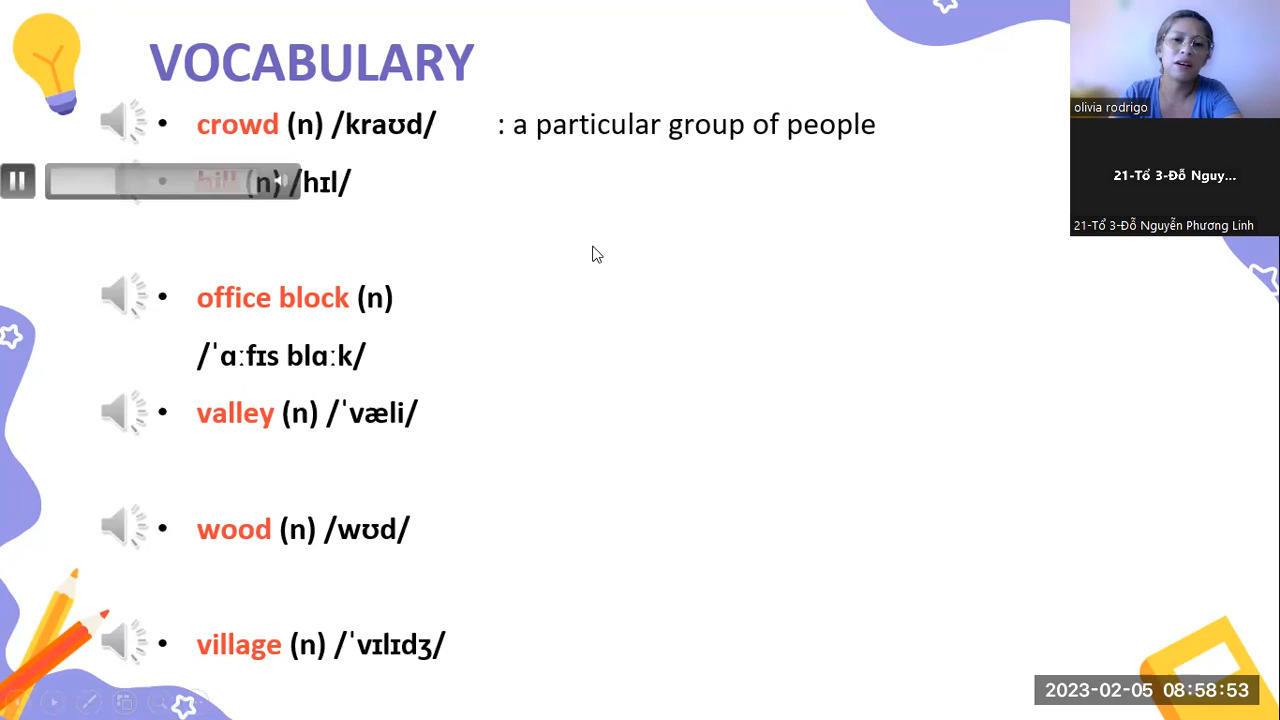 VOCABULARY
• crowd (n) /kraʊd/ : a particular group of people
• hill (n) /hɪl/
• office block (n)
/ˈɑːfɪs blɑːk/
• valley (n) /ˈvæli/
• wood (n) /wʊd/
• village (n) /ˈvɪlɪdʒ/
olivia rodrigo
21-Tổ 3-Đỗ Nguy...
21-Tổ 3-Đỗ Nguyễn Phương Linh
2023-02-05 08:58:53